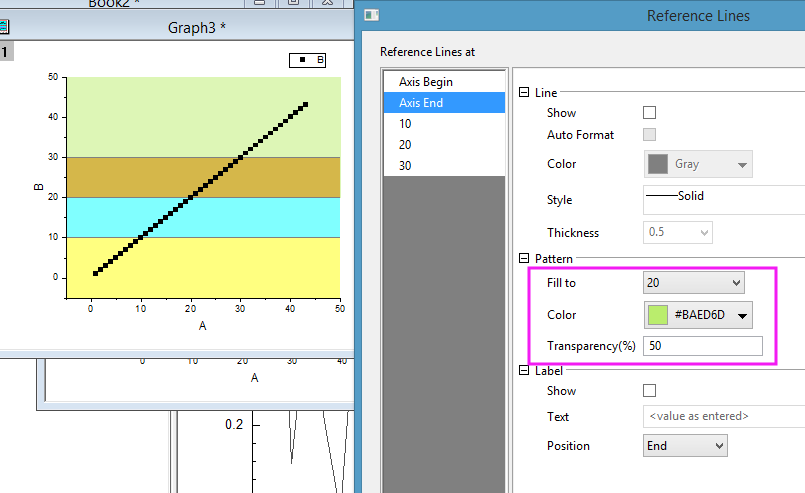 Book2 *
Graph3 *
1
B
50
40
30
20
10
0
B
0 10 20 30 40 50
A
0 10 20 30 40
A
0.2
Reference Lines
Reference Lines at
Axis Begin
Axis End
10
20
30
Line
Show
Auto Format
Color Gray
Style Solid
Thickness 0.5
Pattern
Fill to 20
Color #BAED6D
Transparency(%) 50
Label
Show
Text <value as entered>
Position End